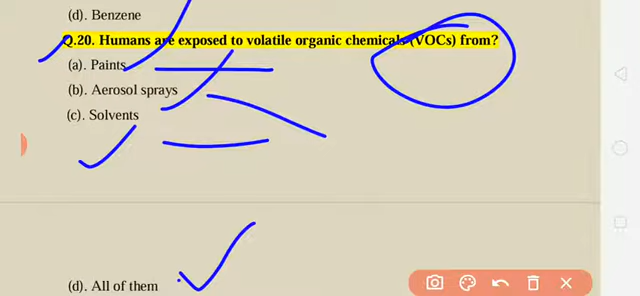 (d). Benzene
Q.20. Humans are exposed to volatile organic chemicals (VOCs) from?
(a). Paints
(b). Aerosol sprays
(c). Solvents
(d). All of them